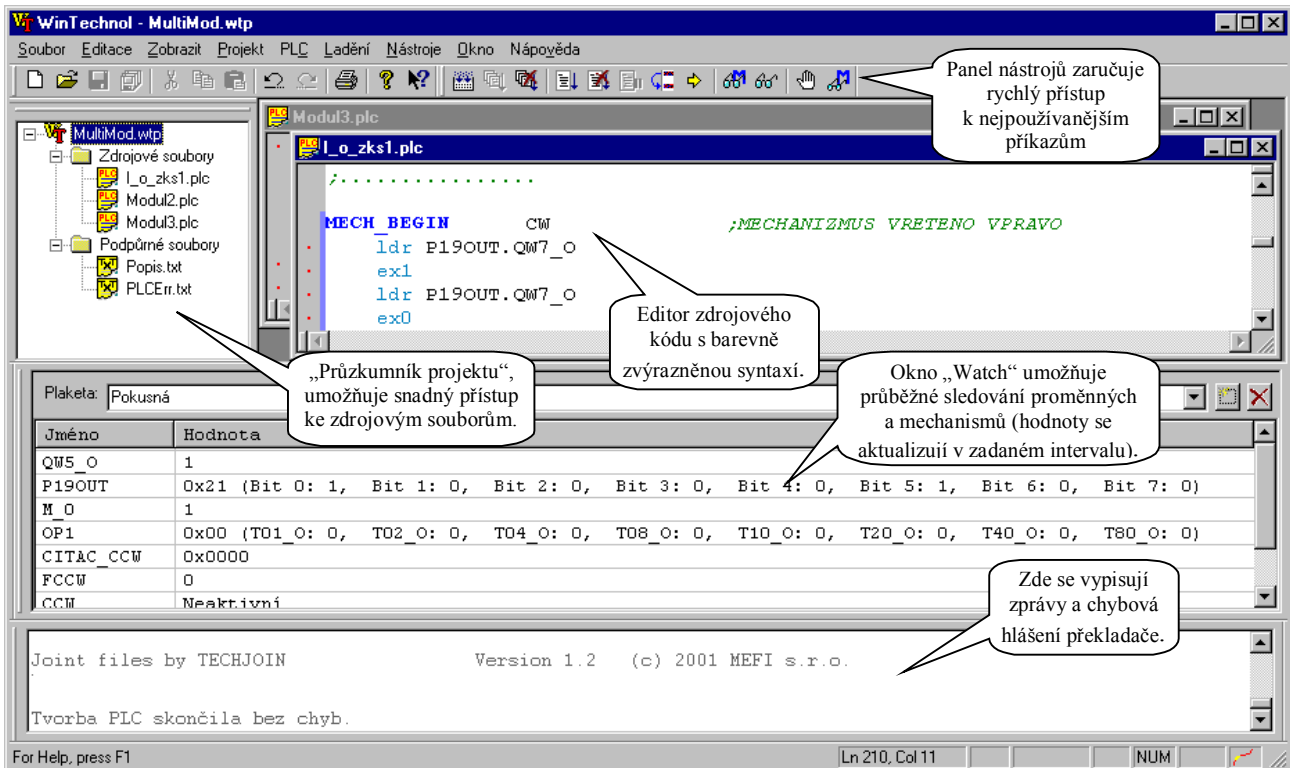 WinTechnol - MultiMod.wtp
Soubor Editace Zobrazit Projekt PLC Ladění Nástroje Okno Nápověda
Panel nástrojů zaručuje
rychlý přístup
k nejpoužívanějším
příkazům
MultiMod.wtp
Zdrojové soubory
I_o_zks1.plc
Modul2.plc
Modul3.plc
Podpůrné soubory
Popis.txt
PLCErr.txt
Modul3.plc
I_o_zks1.plc
;................
MECH_BEGIN CW ;MECHANIZMUS VRETENO VPRAVO
ldr P19OUT.QW7_O
ex1
ldr P19OUT.QW7_O
ex0
Editor zdrojového
kódu s barevně
zvýrazněnou syntaxí.
„Průzkumník projektu“,
umožňuje snadný přístup
ke zdrojovým souborům.
Okno „Watch“ umožňuje
průběžné sledování proměnných
a mechanismů (hodnoty se
aktualizují v zadaném intervalu).
Plaketa: Pokusná
Jméno Hodnota
QW5_O 1
P19OUT 0x21 (Bit 0: 1, Bit 1: 0, Bit 2: 0, Bit 3: 0, Bit 4: 0, Bit 5: 1, Bit 6: 0, Bit 7: 0)
M_O 1
OP1 0x00 (TO1_O: 0, TO2_O: 0, TO4_O: 0, TO8_O: 0, T10_O: 0, T20_O: 0, T40_O: 0, T80_O: 0)
CITAC_CCW 0x0000
FCCW 0
CCW Neaktivní
Zde se vypisují
zprávy a chybová
hlášení překladače.
Joint files by TECHJOIN Version 1.2 (c) 2001 MEFI s.r.o.
Tvorba PLC skončila bez chyb.
For Help, press F1 Ln 210, Col 11 NUM